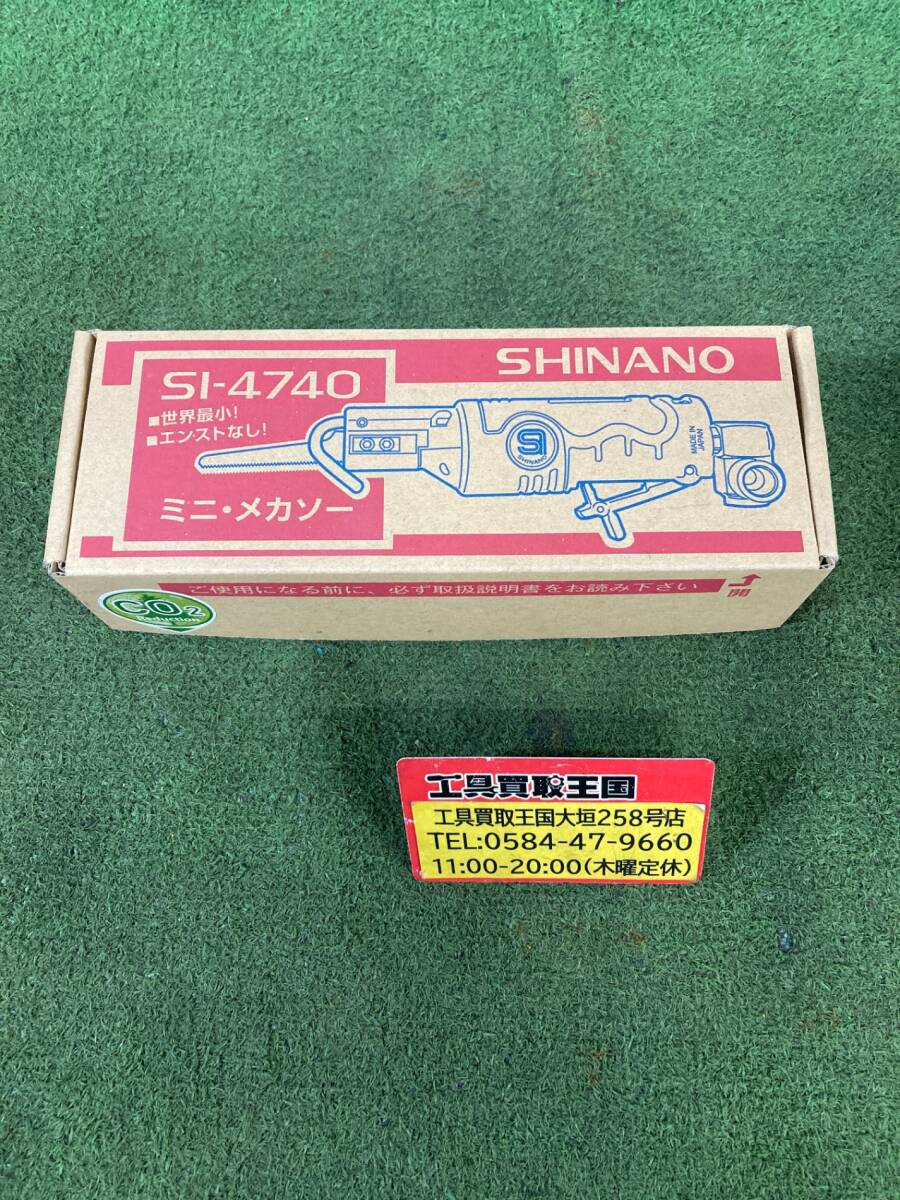 SHINANO
SI-4740
世界最小!
エンストなし!
SI
SHINANO
MADE IN
JAPAN
ミニ・メカソー
ご使用になる前に、必ず取扱説明書をお読み下さい
開
CO2
Reduction
工具買取王国
工具買取王国大垣258号店
TEL:0584-47-9660
11:00-20:00(木曜定休)